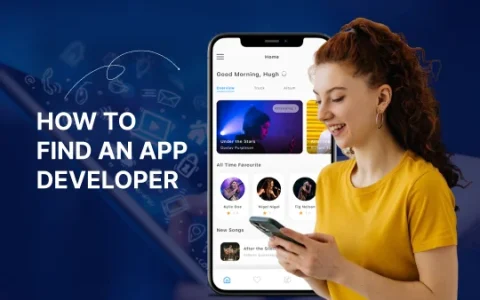 HOW TO
FIND AN APP
DEVELOPER
Home
Good Morning, Hugh
Overview
Album
Under the Stars
All Time Favourite
New Songs